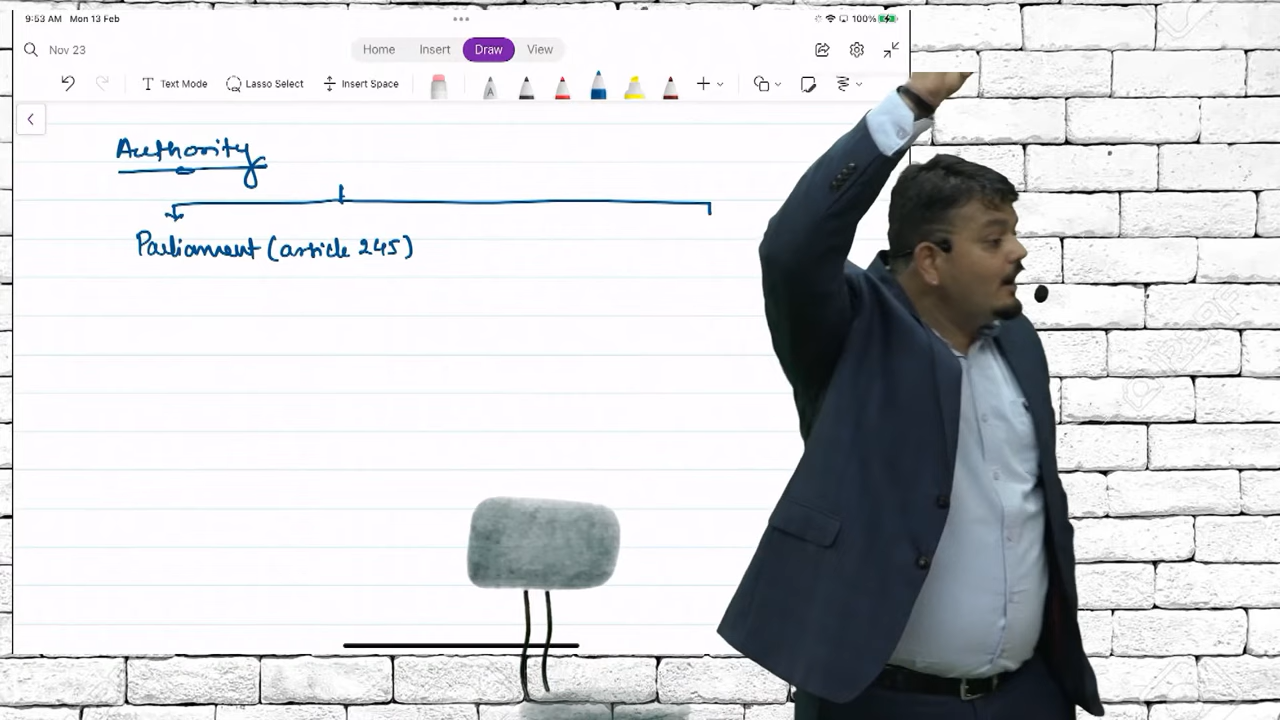 9:53 AM Mon 13 Feb
100%
Nov 23
Home Insert Draw View
Text Mode Lasso Select Insert Space
Authority
Parliament (article 245)